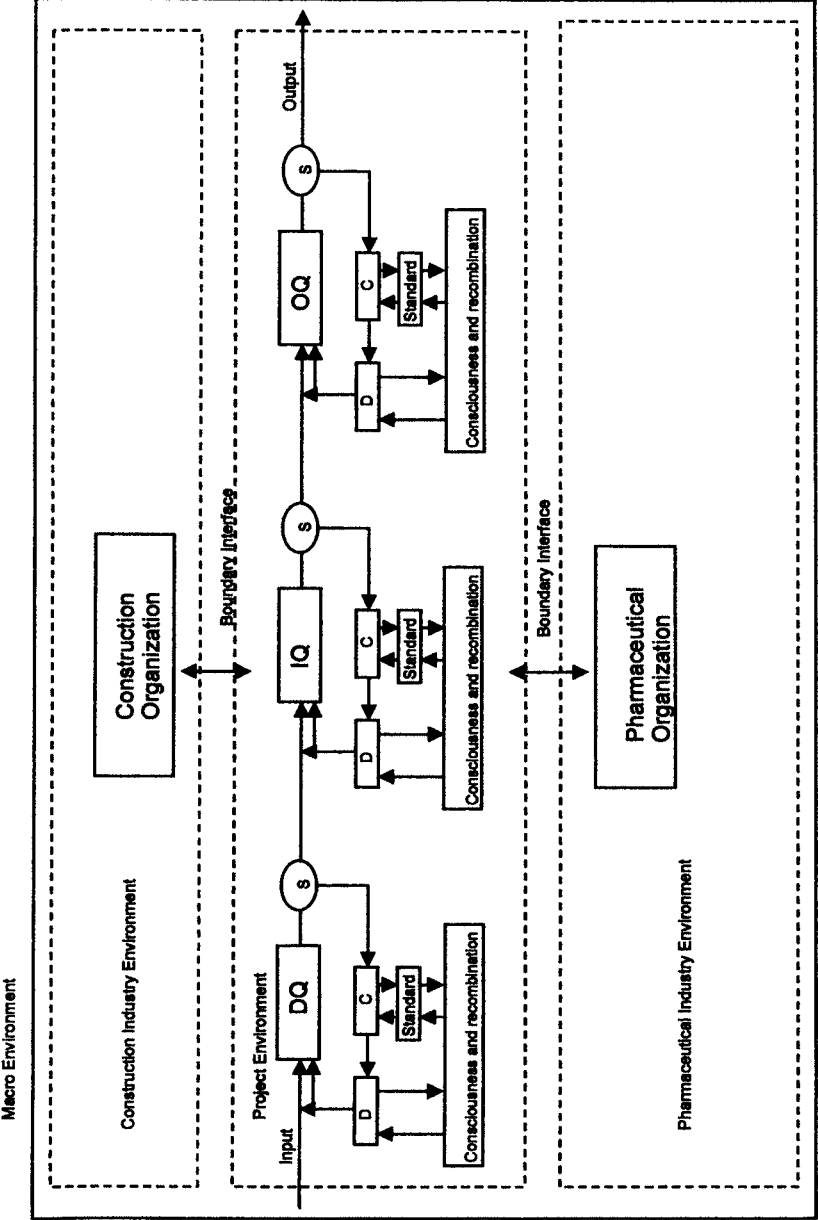 Macro Environment
Construction Industry Environment
Construction
Organization
Boundary Interface
Project Environment
Input
DQ
S
IQ
S
OQ
S
Output
D
C
Standard
Consciousness and recombination
D
C
Standard
Consciousness and recombination
D
C
Standard
Consciousness and recombination
Boundary Interface
Pharmaceutical
Organization
Pharmaceutical Industry Environment